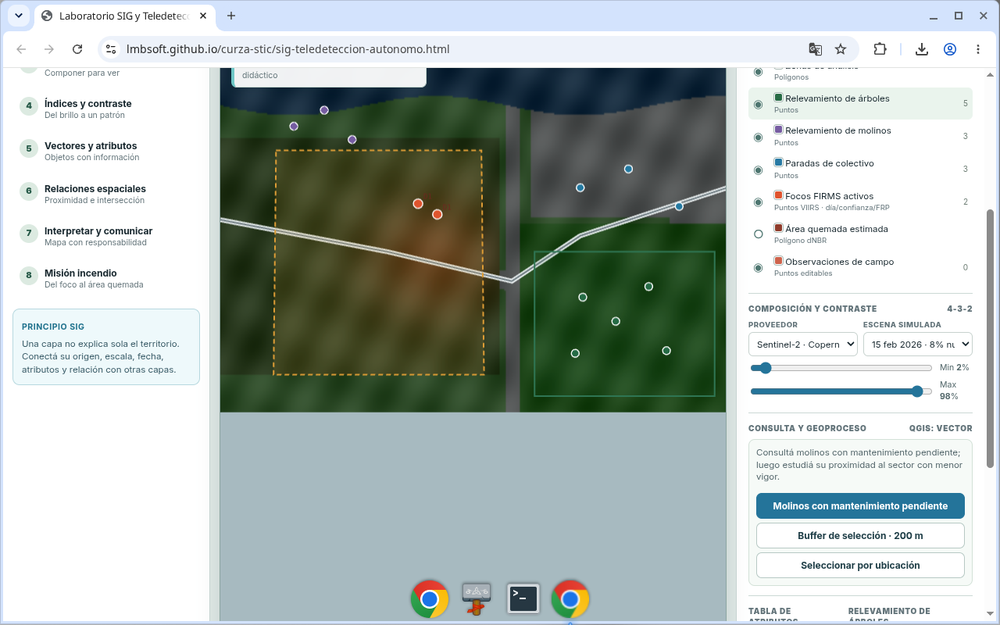 Laboratorio SIG y Teledetec
lmbsoft.github.io/curza-stic/sig-teledeteccion-autonomo.html
Componer para ver
4
Índices y contraste
Del brillo a un patrón
5
Vectores y atributos
Objetos con información
6
Relaciones espaciales
Proximidad e intersección
7
Interpretar y comunicar
Mapa con responsabilidad
8
Misión incendio
Del foco al área quemada
PRINCIPIO SIG
Una capa no explica sola el territorio.
Conectá su origen, escala, fecha,
atributos y relación con otras capas.
didáctico
Polígonos
Relevamiento de árboles
5
Puntos
Relevamiento de molinos
3
Puntos
Paradas de colectivo
3
Puntos
Focos FIRMS activos
2
Puntos VIIRS · día/confianza/FRP
Área quemada estimada
Polígono dNBR
Observaciones de campo
0
Puntos editables
COMPOSICIÓN Y CONTRASTE 4-3-2
PROVEEDOR ESCENA SIMULADA
Sentinel-2 · Copern 15 feb 2026 · 8% nu
Min 2%
Max
98%
CONSULTA Y GEOPROCESO QGIS: VECTOR
Consultá molinos con mantenimiento pendiente;
luego estudiá su proximidad al sector con menor
vigor.
Molinos con mantenimiento pendiente
Buffer de selección · 200 m
Seleccionar por ubicación
TABLA DE RELEVAMIENTO DE
ATRIBUTOS ÁRBOLES